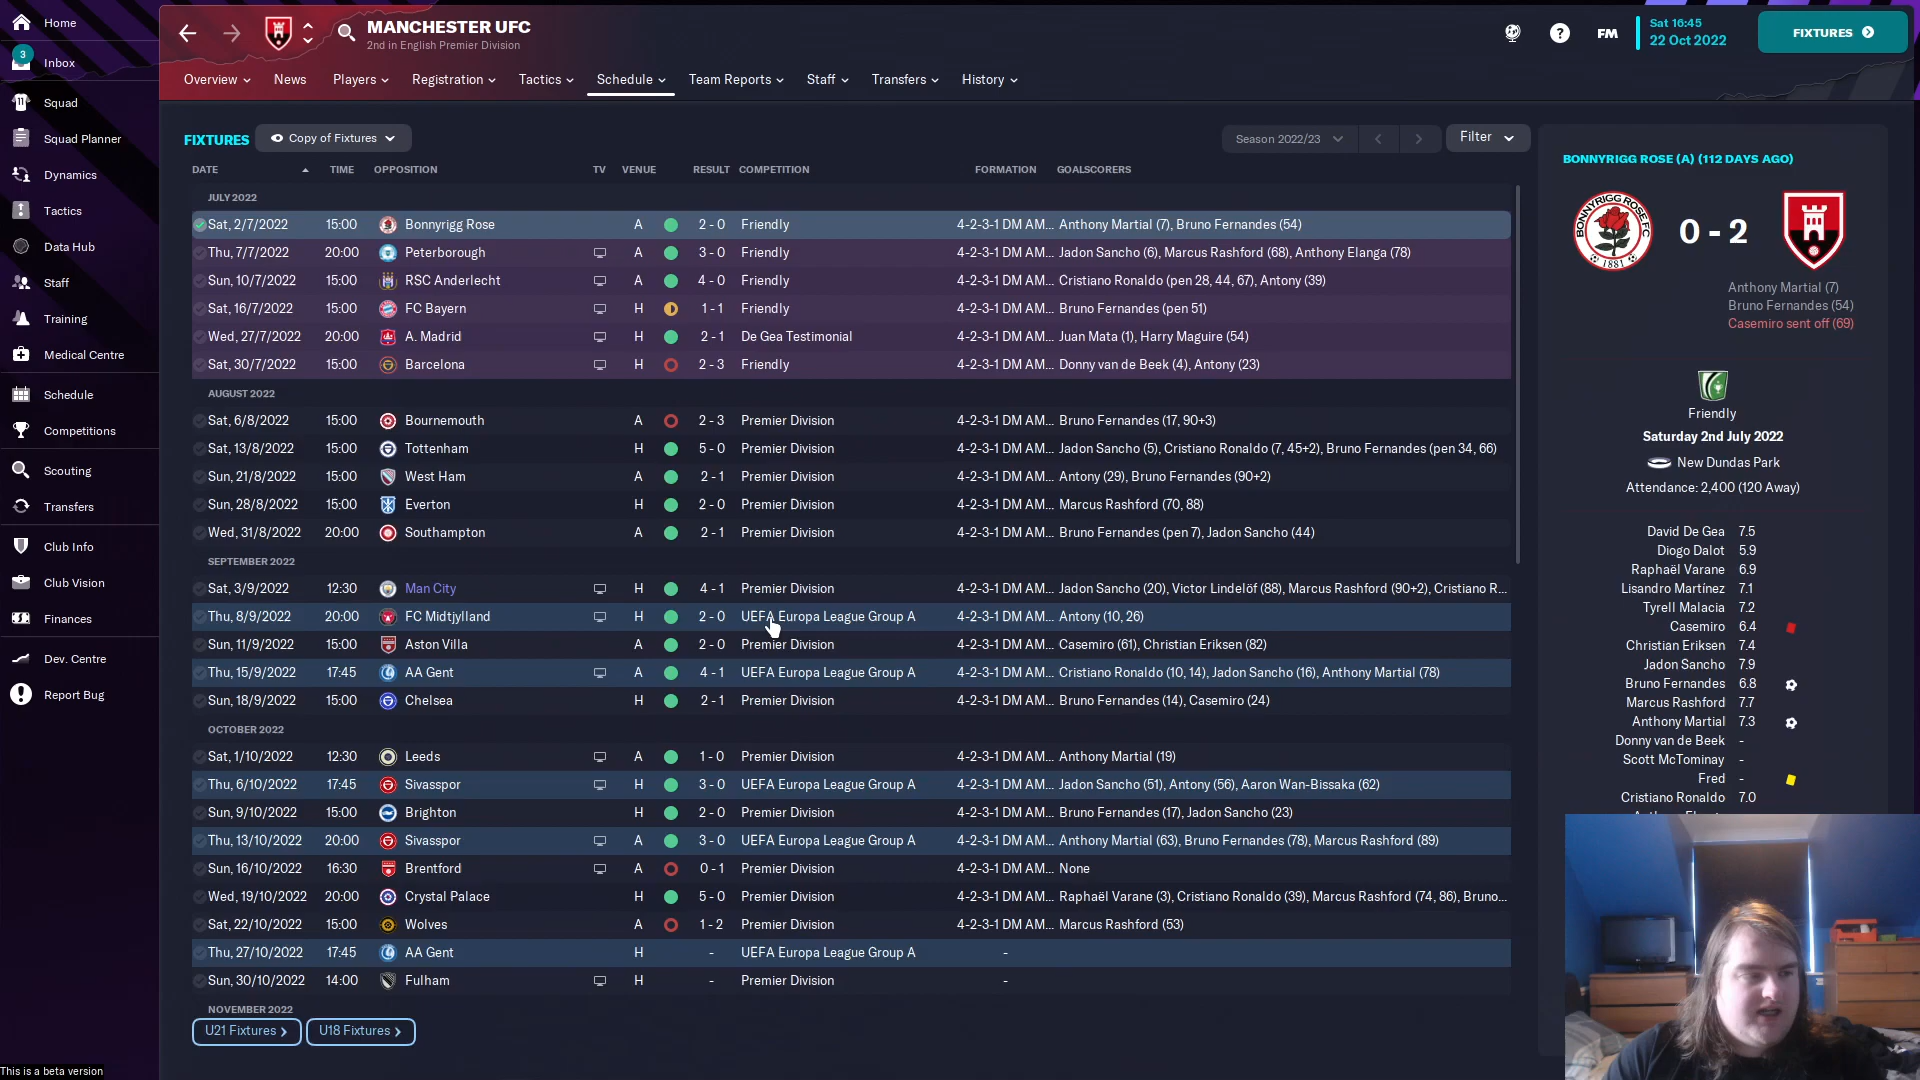 Home
3
Inbox
Squad
Squad Planner
Dynamics
Tactics
Data Hub
Staff
Training
Medical Centre
Schedule
Competitions
Scouting
Transfers
Club Info
Club Vision
Finances
Dev. Centre
Report Bug
This is a beta version
MANCHESTER UFC
2nd in English Premier Division
FM
Sat 16:45
22 Oct 2022
FIXTURES
Overview News Players Registration Tactics Schedule Team Reports Staff Transfers History
FIXTURES Copy of Fixtures Season 2022/23 Filter
DATE TIME OPPOSITION TV VENUE RESULT COMPETITION FORMATION GOALSCORERS
JULY 2022
Sat, 2/7/2022 15:00 Bonnyrigg Rose A 2 - 0 Friendly 4-2-3-1 DM AM... Anthony Martial (7), Bruno Fernandes (54)
Thu, 7/7/2022 20:00 Peterborough A 3 - 0 Friendly 4-2-3-1 DM AM... Jadon Sancho (6), Marcus Rashford (68), Anthony Elanga (78)
Sun, 10/7/2022 15:00 RSC Anderlecht A 4 - 0 Friendly 4-2-3-1 DM AM... Cristiano Ronaldo (pen 28, 44, 67), Antony (39)
Sat, 16/7/2022 15:00 FC Bayern H 1 - 1 Friendly 4-2-3-1 DM AM... Bruno Fernandes (pen 51)
Wed, 27/7/2022 20:00 A. Madrid H 2 - 1 De Gea Testimonial 4-2-3-1 DM AM... Juan Mata (1), Harry Maguire (54)
Sat, 30/7/2022 15:00 Barcelona H 2 - 3 Friendly 4-2-3-1 DM AM... Donny van de Beek (4), Antony (23)
AUGUST 2022
Sat, 6/8/2022 15:00 Bournemouth A 2 - 3 Premier Division 4-2-3-1 DM AM... Bruno Fernandes (17, 90+3)
Sat, 13/8/2022 15:00 Tottenham H 5 - 0 Premier Division 4-2-3-1 DM AM... Jadon Sancho (5), Cristiano Ronaldo (7, 45+2), Bruno Fernandes (pen 34, 66)
Sun, 21/8/2022 15:00 West Ham A 2 - 1 Premier Division 4-2-3-1 DM AM... Antony (29), Bruno Fernandes (90+2)
Sun, 28/8/2022 15:00 Everton H 2 - 0 Premier Division 4-2-3-1 DM AM... Marcus Rashford (70, 88)
Wed, 31/8/2022 20:00 Southampton A 2 - 1 Premier Division 4-2-3-1 DM AM... Bruno Fernandes (pen 7), Jadon Sancho (44)
SEPTEMBER 2022
Sat, 3/9/2022 12:30 Man City H 4 - 1 Premier Division 4-2-3-1 DM AM... Jadon Sancho (20), Victor Lindelöf (88), Marcus Rashford (90+2), Cristiano R...
Thu, 8/9/2022 20:00 FC Midtjylland H 2 - 0 UEFA Europa League Group A 4-2-3-1 DM AM... Antony (10, 26)
Sun, 11/9/2022 15:00 Aston Villa A 2 - 0 Premier Division 4-2-3-1 DM AM... Casemiro (61), Christian Eriksen (82)
Thu, 15/9/2022 17:45 AA Gent A 4 - 1 UEFA Europa League Group A 4-2-3-1 DM AM... Cristiano Ronaldo (10, 14), Jadon Sancho (16), Anthony Martial (78)
Sun, 18/9/2022 15:00 Chelsea H 2 - 1 Premier Division 4-2-3-1 DM AM... Bruno Fernandes (14), Casemiro (24)
OCTOBER 2022
Sat, 1/10/2022 12:30 Leeds A 1 - 0 Premier Division 4-2-3-1 DM AM... Anthony Martial (19)
Thu, 6/10/2022 17:45 Sivasspor H 3 - 0 UEFA Europa League Group A 4-2-3-1 DM AM... Jadon Sancho (51), Antony (56), Aaron Wan-Bissaka (62)
Sun, 9/10/2022 15:00 Brighton H 2 - 0 Premier Division 4-2-3-1 DM AM... Bruno Fernandes (17), Jadon Sancho (23)
Thu, 13/10/2022 20:00 Sivasspor A 3 - 0 UEFA Europa League Group A 4-2-3-1 DM AM... Anthony Martial (63), Bruno Fernandes (78), Marcus Rashford (89)
Sun, 16/10/2022 16:30 Brentford A 0 - 1 Premier Division 4-2-3-1 DM AM... None
Wed, 19/10/2022 20:00 Crystal Palace H 5 - 0 Premier Division 4-2-3-1 DM AM... Raphaël Varane (3), Cristiano Ronaldo (39), Marcus Rashford (74, 86), Bruno...
Sat, 22/10/2022 15:00 Wolves A 1 - 2 Premier Division 4-2-3-1 DM AM... Marcus Rashford (53)
Thu, 27/10/2022 17:45 AA Gent H - UEFA Europa League Group A -
Sun, 30/10/2022 14:00 Fulham H - Premier Division -
NOVEMBER 2022
U21 Fixtures U18 Fixtures
BONNYRIGG ROSE (A) (112 DAYS AGO)
BONNYRIGG ROSE FC
1881
0 - 2
Anthony Martial (7)
Bruno Fernandes (54)
Casemiro sent off (69)
Friendly
Saturday 2nd July 2022
New Dundas Park
Attendance: 2,400 (120 Away)
David De Gea 7.5
Diogo Dalot 5.9
Raphaël Varane 6.9
Lisandro Martínez 7.1
Tyrell Malacia 7.2
Casemiro 6.4
Christian Eriksen 7.4
Jadon Sancho 7.9
Bruno Fernandes 6.8
Marcus Rashford 7.7
Anthony Martial 7.3
Donny van de Beek -
Scott McTominay -
Fred -
Cristiano Ronaldo 7.0